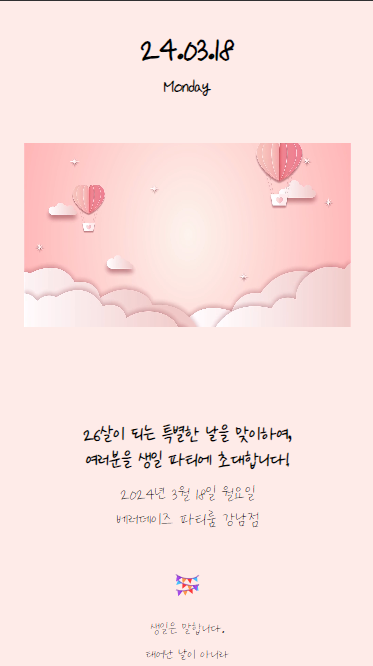 24.03.18
Monday
26살이 되는 특별한 날을 맞이하여,
여러분을 생일 파티에 초대합니다!
2024년 3월 18일 월요일
베러데이즈 파티룸 강남점
생일은 말합니다.
태어난 날이 아니라